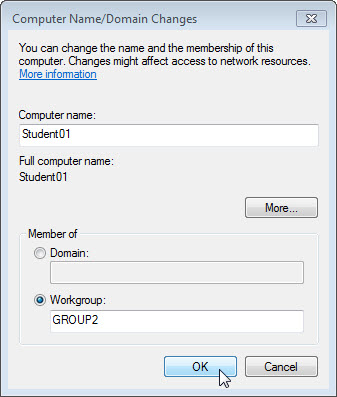 Computer Name/Domain Changes
You can change the name and the membership of this
computer. Changes might affect access to network resources.
More information
Computer name:
Student01
Full computer name:
Student01
More...
Member of
Domain:
Workgroup:
GROUP2
OK
Cancel